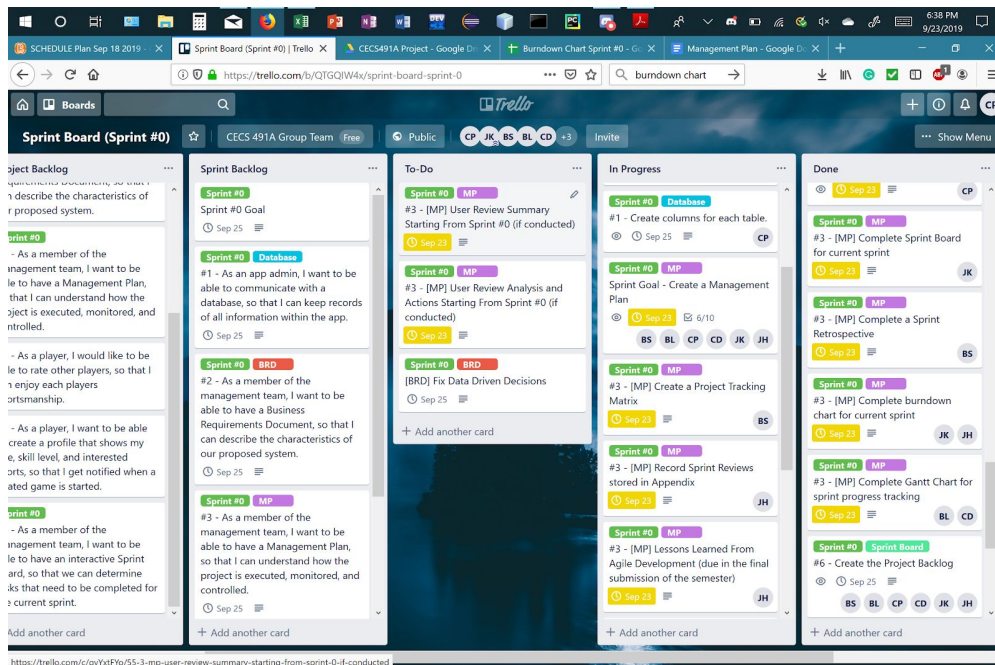 6:38 PM
9/23/2019
SCHEDULE Plan Sep 18 2019 -
Sprint Board (Sprint #0) | Trello
CECS491A Project - Google Dr
Burndown Chart Sprint #0 - Go
Management Plan - Google Do
https://trello.com/b/QTGQIW4x/sprint-board-sprint-0
burndown chart
Boards
Trello
Sprint Board (Sprint #0)
CECS 491A Group Team Free
Public
CP JK BS BL CD +3
Invite
... Show Menu
oject Backlog
n describe the characteristics of
r proposed system.
print #0
- As a member of the
anagement team, I want to be
le to have a Management Plan,
that I can understand how the
oject is executed, monitored, and
ntrolled.
- As a player, I would like to be
le to rate other players, so that I
n enjoy each players
ortsmanship.
- As a player, I want to be able
create a profile that shows my
e, skill level, and interested
orts, so that I get notified when a
ated game is started.
print #0
- As a member of the
anagement team, I want to be
le to have an interactive Sprint
ard, so that we can determine
sks that need to be completed for
e current sprint.
Add another card
Sprint Backlog
Sprint #0
Sprint #0 Goal
Sep 25
Sprint #0 Database
#1 - As an app admin, I want to be
able to communicate with a
database, so that I can keep records
of all information within the app.
Sep 25
Sprint #0 BRD
#2 - As a member of the
management team, I want to be
able to have a Business
Requirements Document, so that I
can describe the characteristics of
our proposed system.
Sep 25
Sprint #0 MP
#3 - As a member of the
management team, I want to be
able to have a Management Plan,
so that I can understand how the
project is executed, monitored, and
controlled.
Sep 25
+ Add another card
To-Do
Sprint #0 MP
#3 - [MP] User Review Summary
Starting From Sprint #0 (if conducted)
Sep 23
Sprint #0 MP
#3 - [MP] User Review Analysis and
Actions Starting From Sprint #0 (if
conducted)
Sep 23
Sprint #0 BRD
[BRD] Fix Data Driven Decisions
Sep 25
+ Add another card
In Progress
Sprint #0 Database
#1 - Create columns for each table.
Sep 25
CP
Sprint #0 MP
Sprint Goal - Create a Management
Plan
Sep 23 6/10
BS BL CP CD JK JH
Sprint #0 MP
#3 - [MP] Create a Project Tracking
Matrix
Sep 23
BS
Sprint #0 MP
#3 - [MP] Record Sprint Reviews
stored in Appendix
Sep 23
JH
Sprint #0 MP
#3 - [MP] Lessons Learned From
Agile Development (due in the final
submission of the semester)
Sep 23
JH
+ Add another card
Done
Sep 23
CP
Sprint #0 MP
#3 - [MP] Complete Sprint Board
for current sprint
Sep 23
JK
Sprint #0 MP
#3 - [MP] Complete a Sprint
Retrospective
Sep 23
BS
Sprint #0 MP
#3 - [MP] Complete burndown
chart for current sprint
Sep 23
JK JH
Sprint #0 MP
#3 - [MP] Complete Gantt Chart for
sprint progress tracking
Sep 23
BL CD
Sprint #0 Sprint Board
#6 - Create the Project Backlog
Sep 25
BS BL CP CD JK JH
+ Add another card